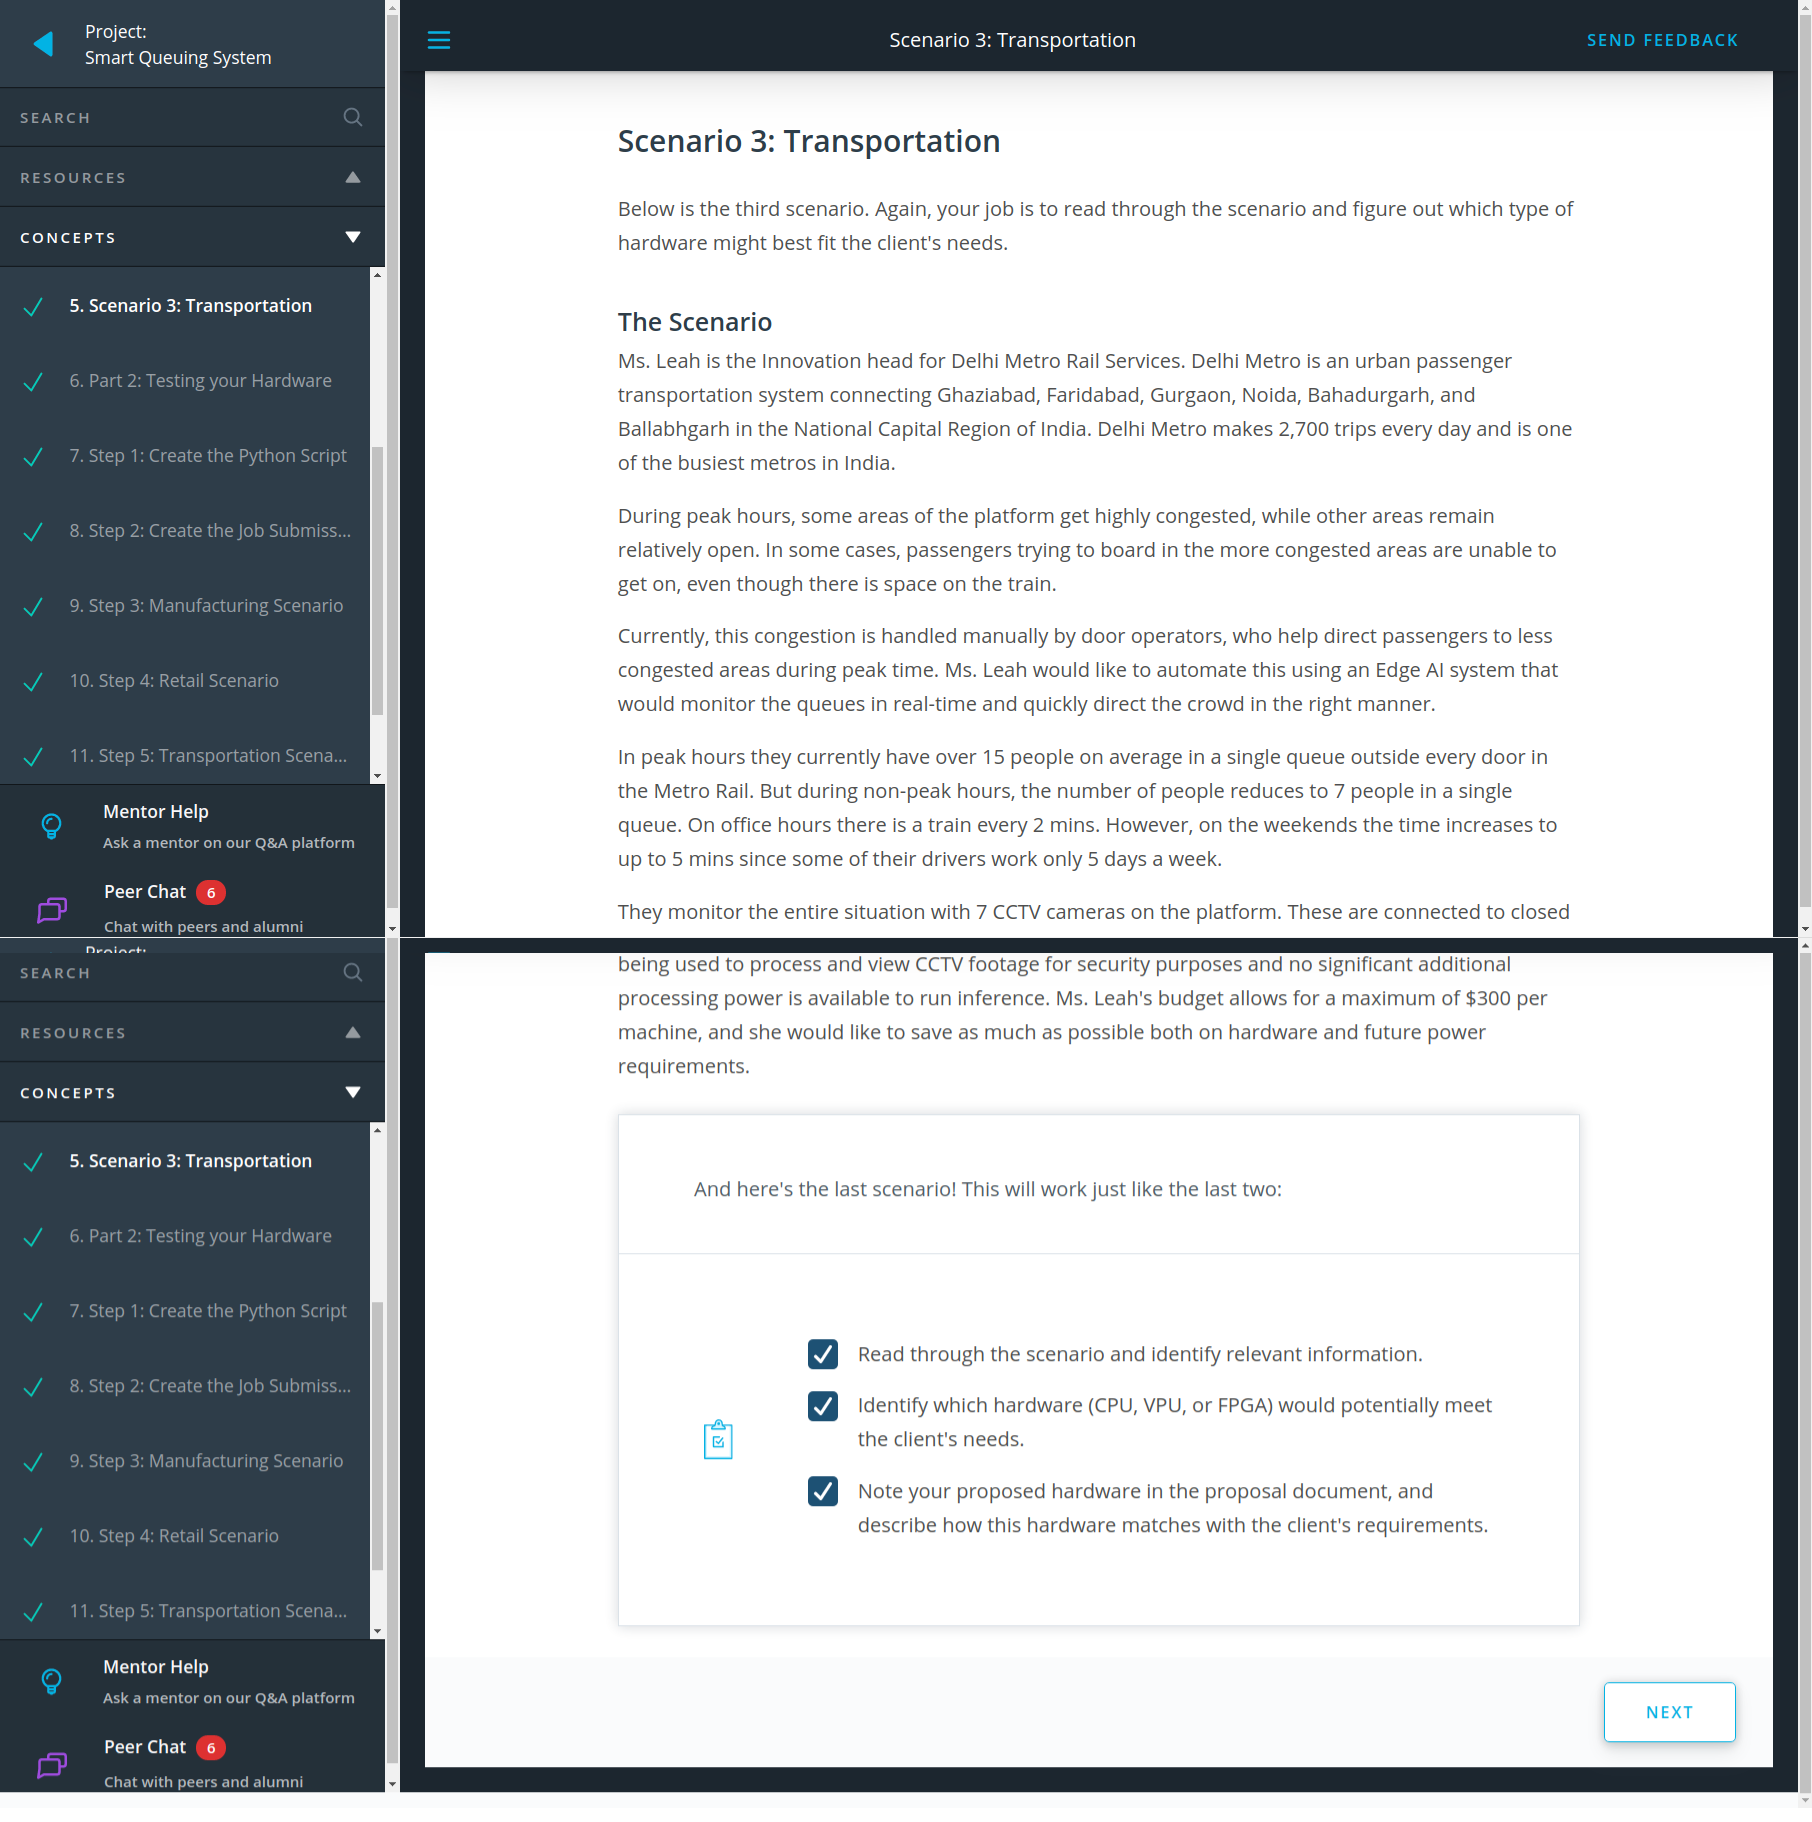 Project:
Smart Queuing System
SEARCH
RESOURCES
CONCEPTS
5. Scenario 3: Transportation
6. Part 2: Testing your Hardware
7. Step 1: Create the Python Script
8. Step 2: Create the Job Submiss...
9. Step 3: Manufacturing Scenario
10. Step 4: Retail Scenario
11. Step 5: Transportation Scena...
Mentor Help
Ask a mentor on our Q&A platform
Peer Chat 6
Chat with peers and alumni
Scenario 3: Transportation
SEND FEEDBACK
Scenario 3: Transportation
Below is the third scenario. Again, your job is to read through the scenario and figure out which type of
hardware might best fit the client's needs.
The Scenario
Ms. Leah is the Innovation head for Delhi Metro Rail Services. Delhi Metro is an urban passenger
transportation system connecting Ghaziabad, Faridabad, Gurgaon, Noida, Bahadurgarh, and
Ballabhgarh in the National Capital Region of India. Delhi Metro makes 2,700 trips every day and is one
of the busiest metros in India.
During peak hours, some areas of the platform get highly congested, while other areas remain
relatively open. In some cases, passengers trying to board in the more congested areas are unable to
get on, even though there is space on the train.
Currently, this congestion is handled manually by door operators, who help direct passengers to less
congested areas during peak time. Ms. Leah would like to automate this using an Edge AI system that
would monitor the queues in real-time and quickly direct the crowd in the right manner.
In peak hours they currently have over 15 people on average in a single queue outside every door in
the Metro Rail. But during non-peak hours, the number of people reduces to 7 people in a single
queue. On office hours there is a train every 2 mins. However, on the weekends the time increases to
up to 5 mins since some of their drivers work only 5 days a week.
They monitor the entire situation with 7 CCTV cameras on the platform. These are connected to closed
Project:
SEARCH
RESOURCES
CONCEPTS
5. Scenario 3: Transportation
6. Part 2: Testing your Hardware
7. Step 1: Create the Python Script
8. Step 2: Create the Job Submiss...
9. Step 3: Manufacturing Scenario
10. Step 4: Retail Scenario
11. Step 5: Transportation Scena...
Mentor Help
Ask a mentor on our Q&A platform
Peer Chat 6
Chat with peers and alumni
being used to process and view CCTV footage for security purposes and no significant additional
processing power is available to run inference. Ms. Leah's budget allows for a maximum of $300 per
machine, and she would like to save as much as possible both on hardware and future power
requirements.
And here's the last scenario! This will work just like the last two:
Read through the scenario and identify relevant information.
Identify which hardware (CPU, VPU, or FPGA) would potentially meet
the client's needs.
Note your proposed hardware in the proposal document, and
describe how this hardware matches with the client's requirements.
NEXT